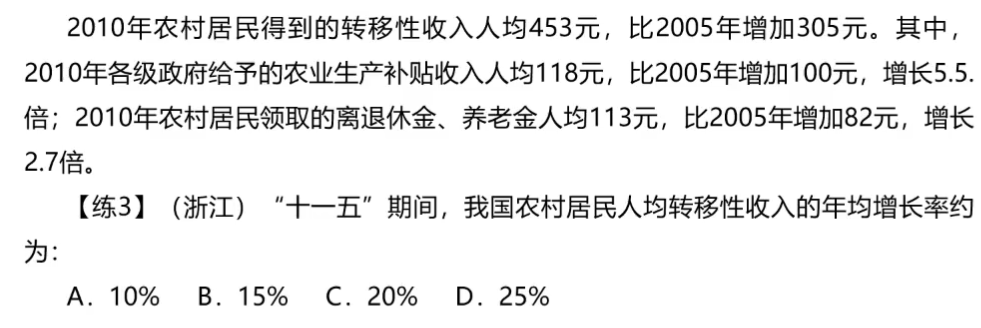 2010年农村居民得到的转移性收入人均453元，比2005年增加305元。其中，
2010年各级政府给予的农业生产补贴收入人均118元，比2005年增加100元，增长5.5.
倍；2010年农村居民领取的离退休金、养老金人均113元，比2005年增加82元，增长
2.7倍。
【练3】（浙江）“十一五”期间，我国农村居民人均转移性收入的年均增长率约
为：
A．10% B．15% C．20% D．25%